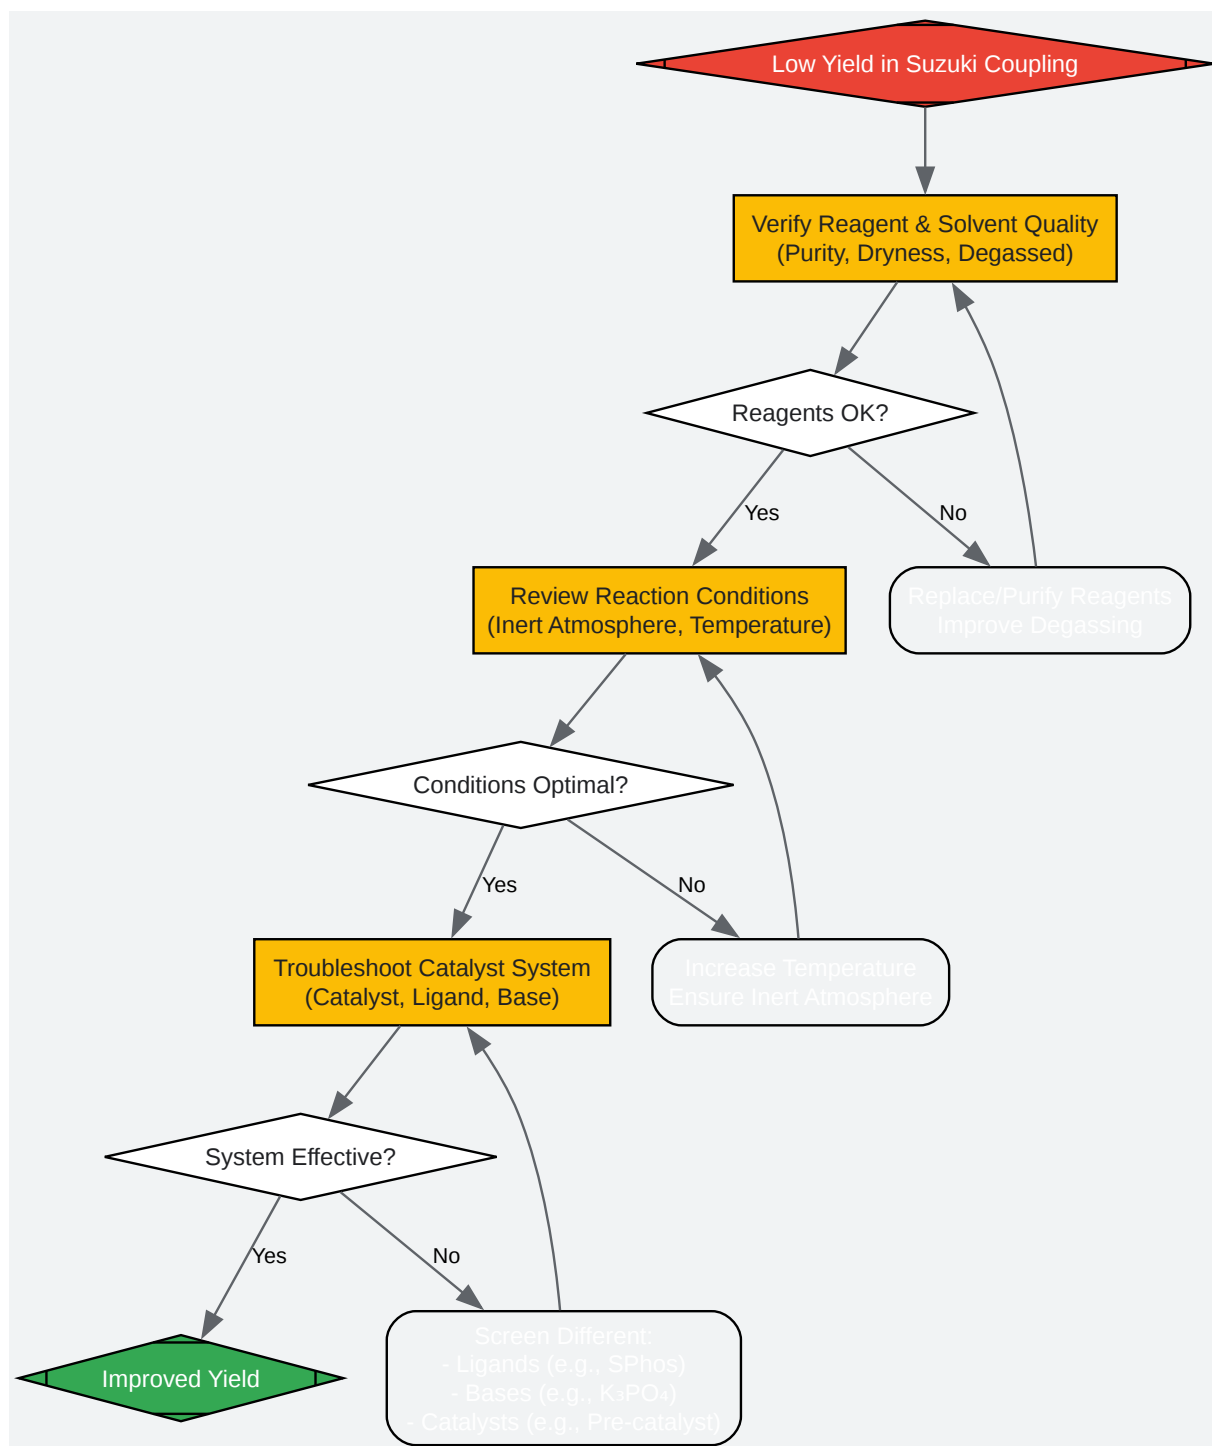 Low Yield in Suzuki Coupling
Verify Reagent & Solvent Quality
(Purity, Dryness, Degassed)
Reagents OK?
Yes
No
Review Reaction Conditions
(Inert Atmosphere, Temperature)
Replace/Purify Reagents
Improve Degassing
Conditions Optimal?
Yes
No
Troubleshoot Catalyst System
(Catalyst, Ligand, Base)
Increase Temperature
Ensure Inert Atmosphere
System Effective?
Yes
No
Improved Yield
Screen Different:
- Ligands (e.g., SPhos)
- Bases (e.g., K₃PO₄)
- Catalysts (e.g., Pre-catalyst)